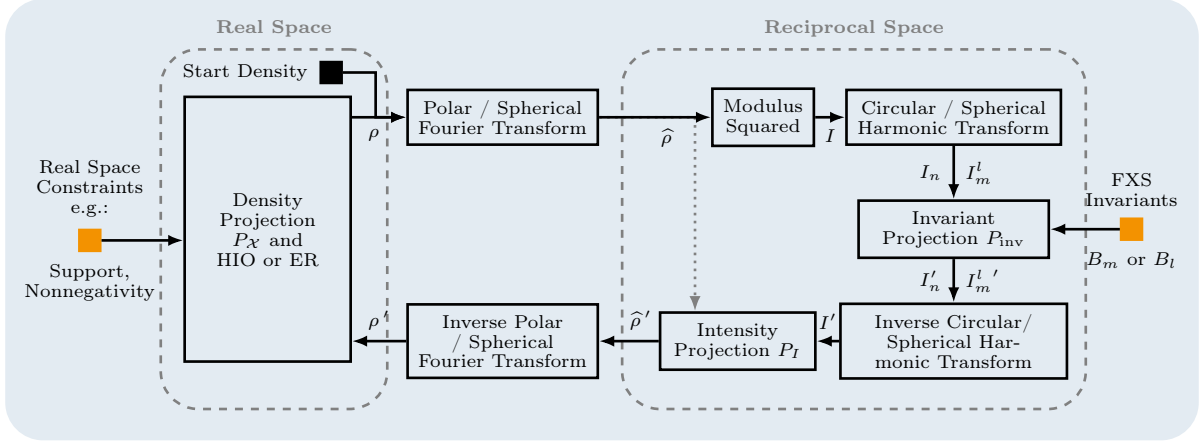 Real Space
Reciprocal Space
Start Density
Real Space
Constraints
e.g.:
Support,
Nonnegativity
Density
Projection
P_𝒳 and
HIO or ER
ρ
Polar / Spherical
Fourier Transform
ρ̂
Modulus
Squared
I
Circular / Spherical
Harmonic Transform
I_n I_m^l
Invariant
Projection P_inv
FXS
Invariants
B_m or B_l
I_n′ I_m^l ′
Inverse Circular/
Spherical Har-
monic Transform
I′
Intensity
Projection P_I
ρ̂ ′
Inverse Polar
/ Spherical
Fourier Transform
ρ ′